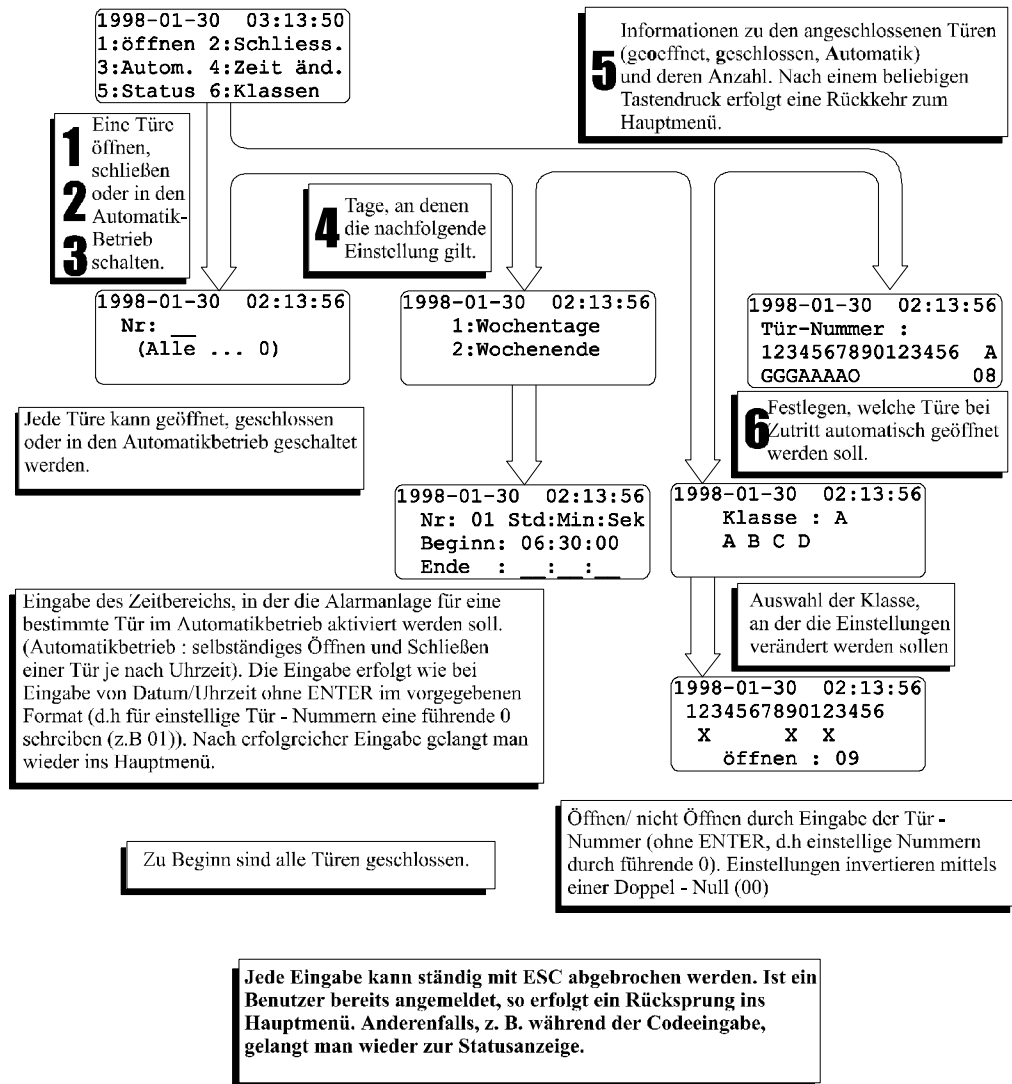 1998-01-30 03:13:50
1:öffnen 2:Schliess.
3:Autom. 4:Zeit änd.
5:Status 6:Klassen
5
Informationen zu den angeschlossenen Türen
(geoeffnet, geschlossen, Automatik)
und deren Anzahl. Nach einem beliebigen
Tastendruck erfolgt eine Rückkehr zum
Hauptmenü.
1
2
3
Eine Türe
öffnen,
schließen
oder in den
Automatik-
Betrieb
schalten.
4
Tage, an denen
die nachfolgende
Einstellung gilt.
1998-01-30 02:13:56
Nr: __
(Alle ... 0)
1998-01-30 02:13:56
1:Wochentage
2:Wochenende
1998-01-30 02:13:56
Tür-Nummer :
1234567890123456 A
GGGAAAAO 08
Jede Türe kann geöffnet, geschlossen
oder in den Automatikbetrieb geschaltet
werden.
6
Festlegen, welche Türe bei
Zutritt automatisch geöffnet
werden soll.
1998-01-30 02:13:56
Nr: 01 Std:Min:Sek
Beginn: 06:30:00
Ende : __:__:__
1998-01-30 02:13:56
Klasse : A
A B C D
Eingabe des Zeitbereichs, in der die Alarmanlage für eine
bestimmte Tür im Automatikbetrieb aktiviert werden soll.
(Automatikbetrieb : selbständiges Öffnen und Schließen
einer Tür je nach Uhrzeit). Die Eingabe erfolgt wie bei
Eingabe von Datum/Uhrzeit ohne ENTER im vorgegebenen
Format (d.h für einstellige Tür - Nummern eine führende 0
schreiben (z.B 01)). Nach erfolgreicher Eingabe gelangt man
wieder ins Hauptmenü.
Auswahl der Klasse,
an der die Einstellungen
verändert werden sollen
1998-01-30 02:13:56
1234567890123456
X X X
öffnen : 09
Öffnen/ nicht Öffnen durch Eingabe der Tür -
Nummer (ohne ENTER, d.h einstellige Nummern
durch führende 0). Einstellungen invertieren mittels
einer Doppel - Null (00)
Zu Beginn sind alle Türen geschlossen.
Jede Eingabe kann ständig mit ESC abgebrochen werden. Ist ein
Benutzer bereits angemeldet, so erfolgt ein Rücksprung ins
Hauptmenü. Anderenfalls, z. B. während der Codeeingabe,
gelangt man wieder zur Statusanzeige.